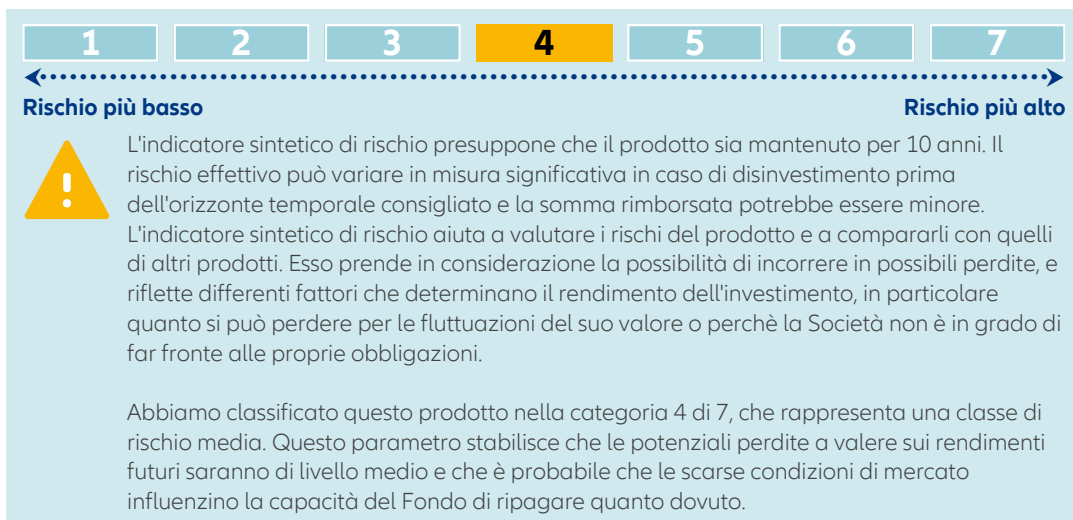 1 2 3 4 5 6 7
Rischio più basso Rischio più alto
L'indicatore sintetico di rischio presuppone che il prodotto sia mantenuto per 10 anni. Il
rischio effettivo può variare in misura significativa in caso di disinvestimento prima
dell'orizzonte temporale consigliato e la somma rimborsata potrebbe essere minore.
L'indicatore sintetico di rischio aiuta a valutare i rischi del prodotto e a compararli con quelli
di altri prodotti. Esso prende in considerazione la possibilità di incorrere in possibili perdite, e
riflette differenti fattori che determinano il rendimento dell'investimento, in particolare
quanto si può perdere per le fluttuazioni del suo valore o perchè la Società non è in grado di
far fronte alle proprie obbligazioni.
Abbiamo classificato questo prodotto nella categoria 4 di 7, che rappresenta una classe di
rischio media. Questo parametro stabilisce che le potenziali perdite a valere sui rendimenti
futuri saranno di livello medio e che è probabile che le scarse condizioni di mercato
influenzino la capacità del Fondo di ripagare quanto dovuto.